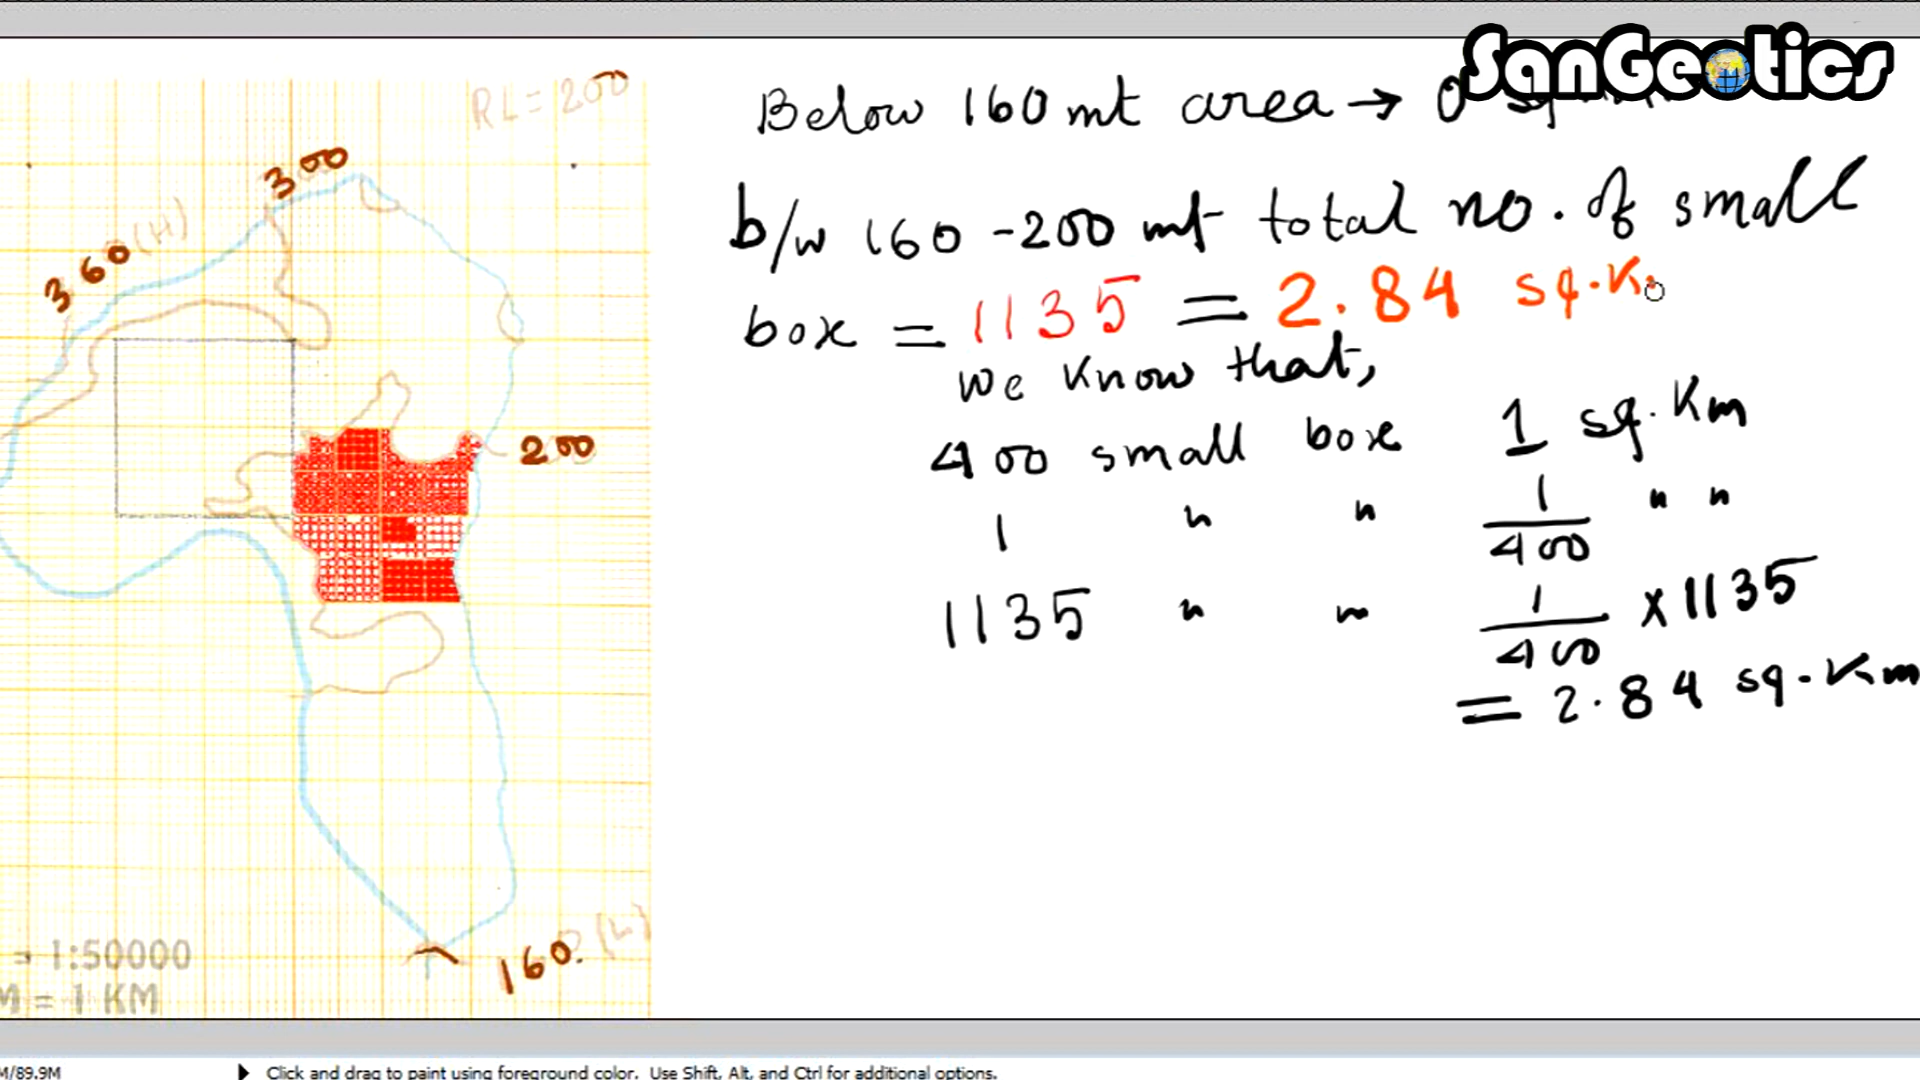 SanGeotics
RL=200
Below 160 mt area → 0
300
360(H)
b/w 160-200 mt total no. of small
box = 1135 = 2.84 sq.K
we know that,
400 small box 1 sq.Km
200
1 " " 1/400 " "
1135 " " 1/400 x 1135
= 2.84 sq.Km
160.
(L)
= 1:50000
M = 1 KM
M/89.9M
Click and drag to paint using foreground color. Use Shift, Alt, and Ctrl for additional options.